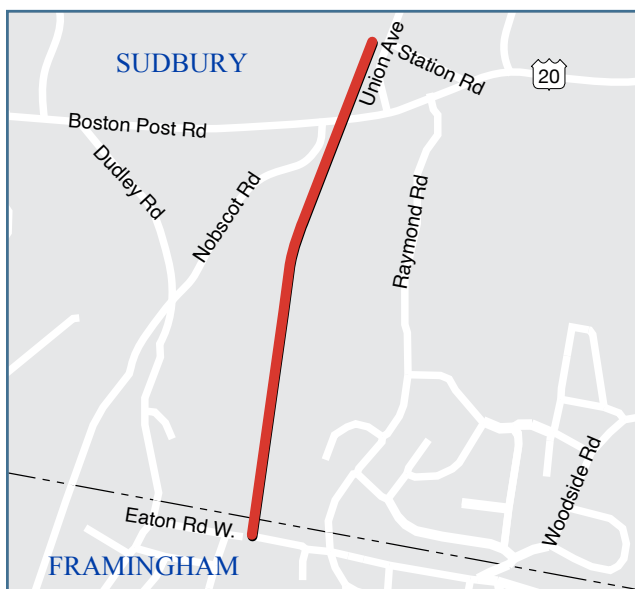 SUDBURY
Union Ave
Station Rd
20
Boston Post Rd
Dudley Rd
Nobscot Rd
Raymond Rd
Woodside Rd
Eaton Rd W.
FRAMINGHAM